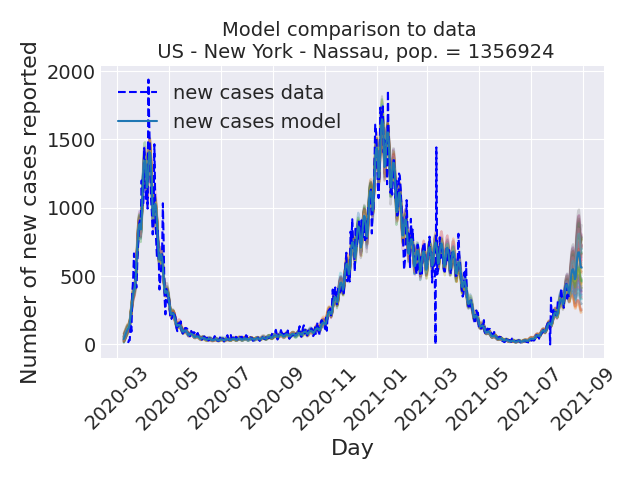 Model comparison to data
US - New York - Nassau, pop. = 1356924
Number of new cases reported
2000
1500
1000
500
0
new cases data
new cases model
2020-03
2020-05
2020-07
2020-09
2020-11
2021-01
2021-03
2021-05
2021-07
2021-09
Day